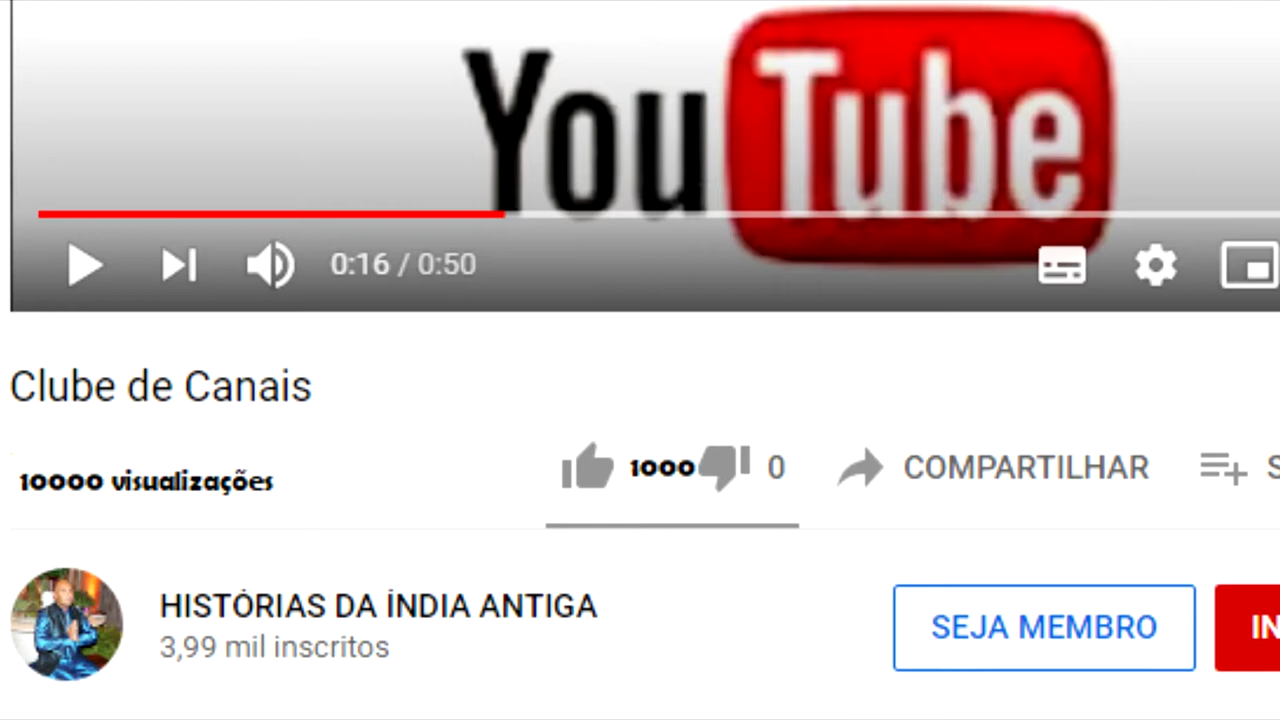 YouTube
0:16 / 0:50
Clube de Canais
10000 visualizações
1000 0 COMPARTILHAR S
HISTÓRIAS DA ÍNDIA ANTIGA
3,99 mil inscritos
SEJA MEMBRO IN